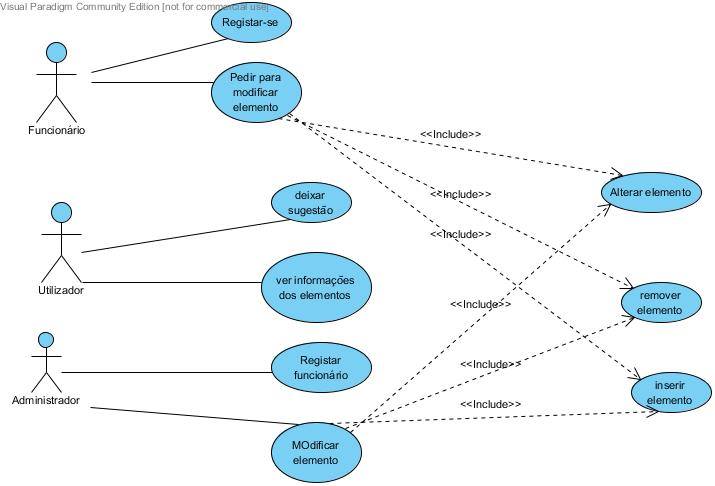 Visual Paradigm Community Edition [not for commercial use]
Registar-se
Pedir para
modificar
elemento
Funcionário
<<Include>>
Alterar elemento
<<Include>>
deixar
sugestão
<<Include>>
Utilizador
ver informações
dos elementos
remover
elemento
<<Include>>
Administrador
Registar
funcionário
<<Include>>
inserir
elemento
<<Include>>
MOdificar
elemento